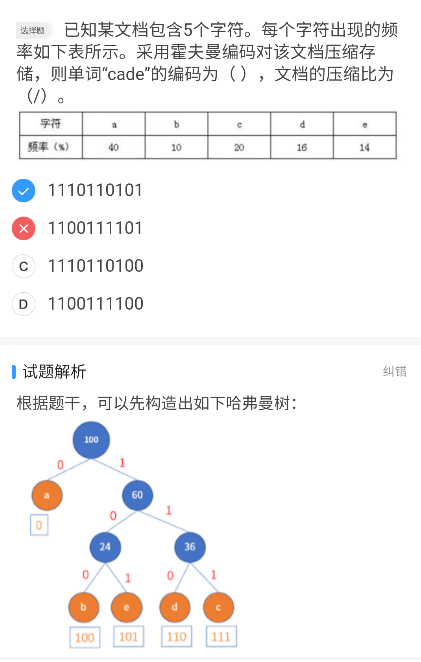 选择题 已知某文档包含5个字符。每个字符出现的频
率如下表所示。采用霍夫曼编码对该文档压缩存
储，则单词“cade”的编码为（ ），文档的压缩比为
（/）。
字符 a b c d e
频率（%） 40 10 20 16 14
1110110101
1100111101
C 1110110100
D 1100111100
试题解析 纠错
根据题干，可以先构造出如下哈弗曼树：
100
0 1
a 60
0 0 1
24 36
0 1 0 1
b e d c
100 101 110 111